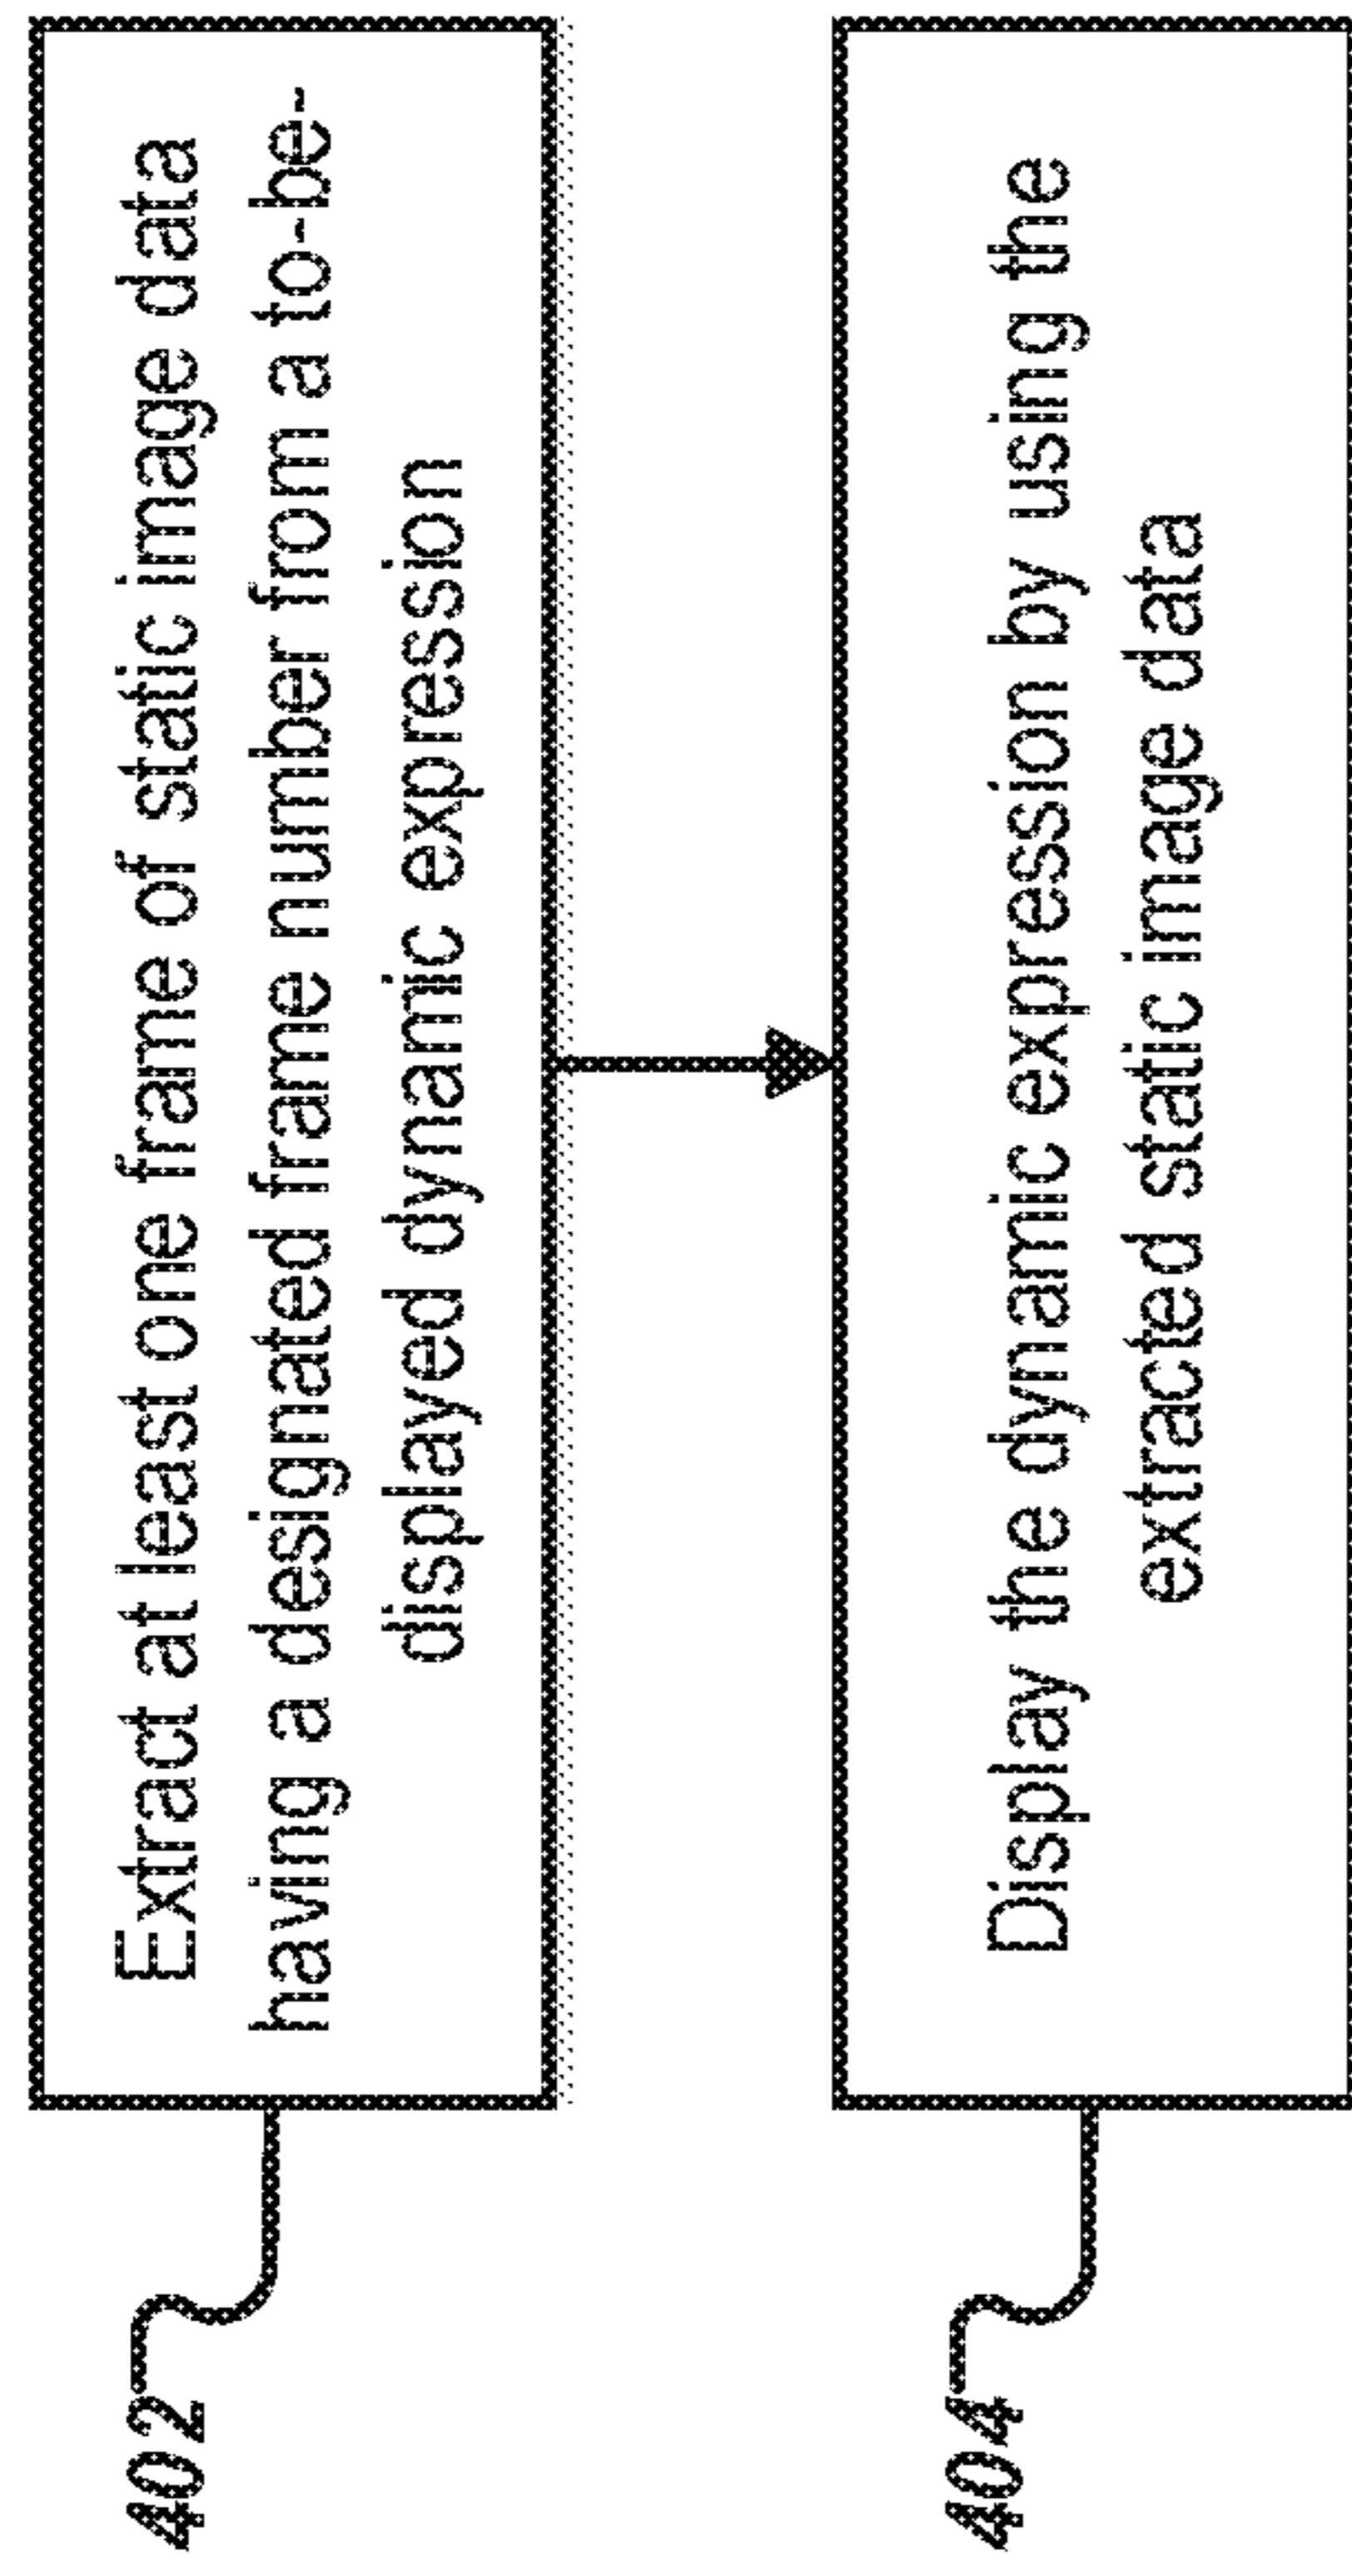 402
Extract at least one frame of static image data
having a designated frame number from a to-be-
displayed dynamic expression
404
Display the dynamic expression by using the
extracted static image data